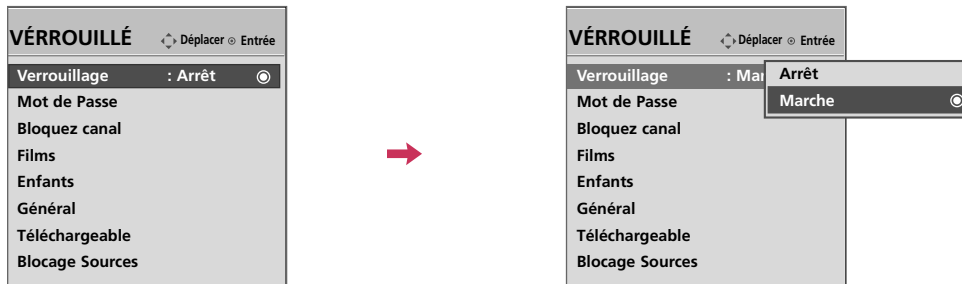 VÉRROUILLÉ Déplacer Entrée
Verrouillage : Arrêt
Mot de Passe
Bloquez canal
Films
Enfants
Général
Téléchargeable
Blocage Sources
VÉRROUILLÉ Déplacer Entrée
Verrouillage : Mar
Arrêt
Marche
Mot de Passe
Bloquez canal
Films
Enfants
Général
Téléchargeable
Blocage Sources